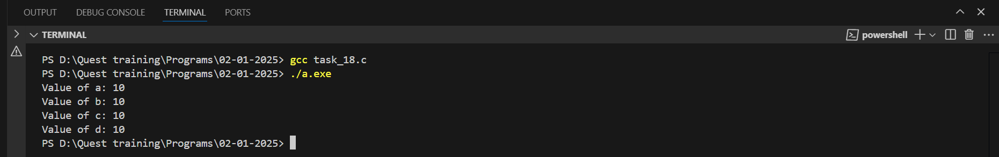 OUTPUT DEBUG CONSOLE TERMINAL PORTS
TERMINAL powershell
PS D:\Quest training\Programs\02-01-2025> gcc task_18.c
PS D:\Quest training\Programs\02-01-2025> ./a.exe
Value of a: 10
Value of b: 10
Value of c: 10
Value of d: 10
PS D:\Quest training\Programs\02-01-2025>